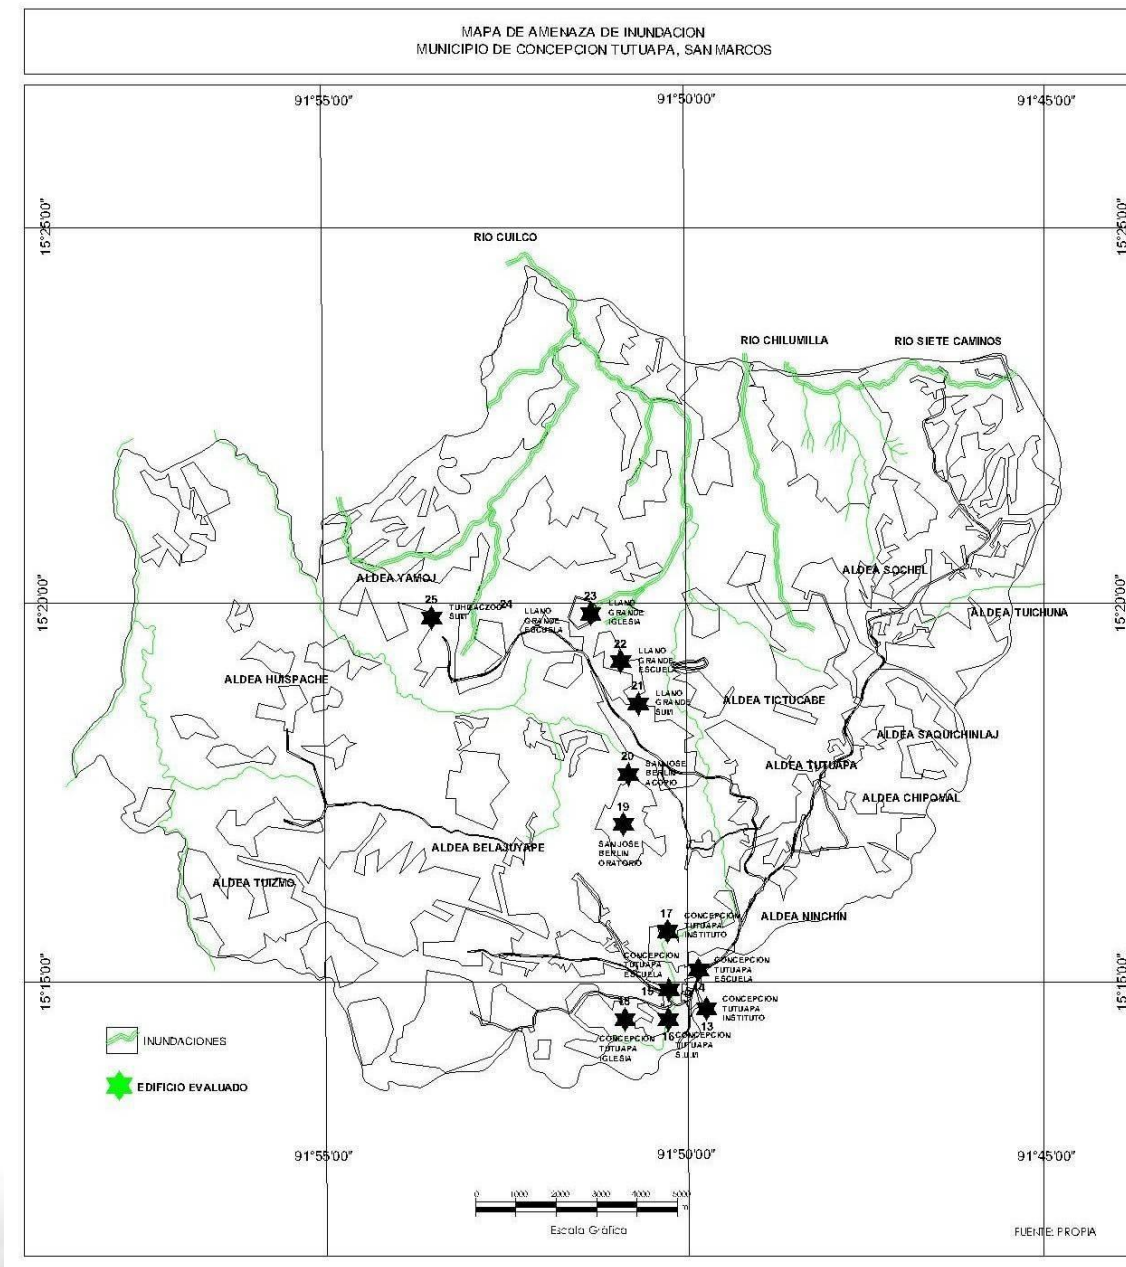 MAPA DE AMENAZA DE INUNDACION
MUNICIPIO DE CONCEPCION TUTUAPA, SAN MARCOS
91°55'00"
91°50'00"
91°45'00"
15°25'00"
15°25'00"
RIO CUILCO
RIO CHILUMILLA
RIO SIETE CAMINOS
ALDEA YAMOJ
ALDEA SOCHEL
15°20'00"
15°20'00"
25
24
LLANO
GRANDE
ESCUELA
23
LLANO
GRANDE
IGLESIA
ALDEA TUICHUNA
22
LLANO
GRANDE
ESCUELA
ALDEA HUISPACHE
21
LLANO
GRANDE
SUM
ALDEA TICTUCABE
ALDEA SAQUICHINLAJ
20
SAN JOSE
BERLIN
ACOPIO
ALDEA TUTUAPA
ALDEA CHIPOVAL
19
SAN JOSE
BERLIN
ORATORIO
ALDEA BELAJUYAPE
ALDEA TUIZMO
17
CONCEPCION
TUTUAPA
INSTITUTO
ALDEA NINCHIN
CONCEPCION
TUTUAPA
ESCUELA
15
CONCEPCION
TUTUAPA
ESCUELA
14
15°15'00"
15°15'00"
18
CONCEPCION
TUTUAPA
IGLESIA
16
CONCEPCION
TUTUAPA
S.U.M
13
CONCEPCION
TUTUAPA
INSTITUTO
INUNDACIONES
EDIFICIO EVALUADO
91°55'00"
91°50'00"
91°45'00"
0 1000 2000 3000 4000 5000
m
Escala Gráfica
FUENTE: PROPIA